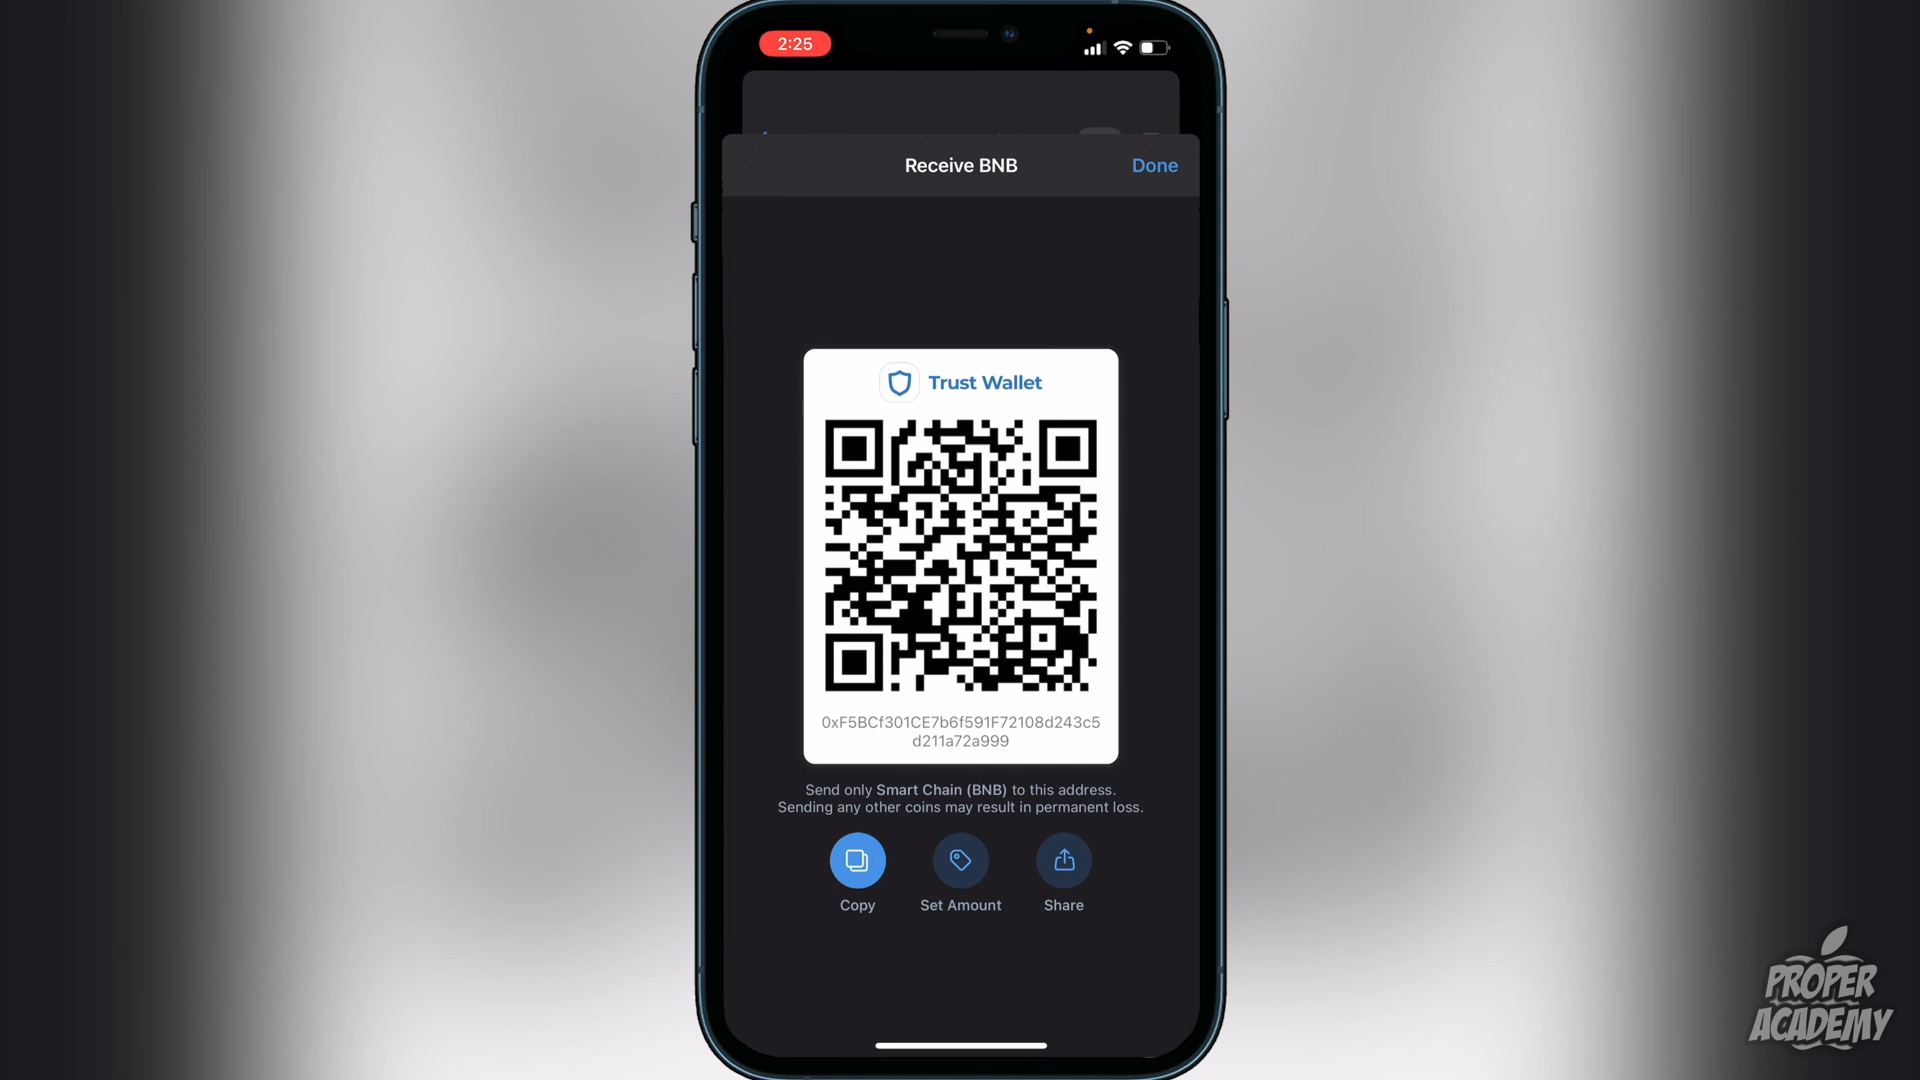 2:25
Receive BNB
Done
Trust Wallet
0xF5BCf301CE7b6f591F72108d243c5
d211a72a999
Send only Smart Chain (BNB) to this address.
Sending any other coins may result in permanent loss.
Copy
Set Amount
Share
PROPER
ACADEMY